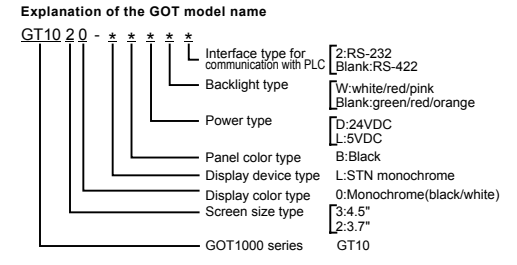 Explanation of the GOT model name
GT10 2 0 - * * * * *
Interface type for communication with PLC 2:RS-232
Blank:RS-422
Backlight type W:white/red/pink
Blank:green/red/orange
Power type D:24VDC
L:5VDC
Panel color type B:Black
Display device type L:STN monochrome
Display color type 0:Monochrome(black/white)
Screen size type 3:4.5"
2:3.7"
GOT1000 series GT10